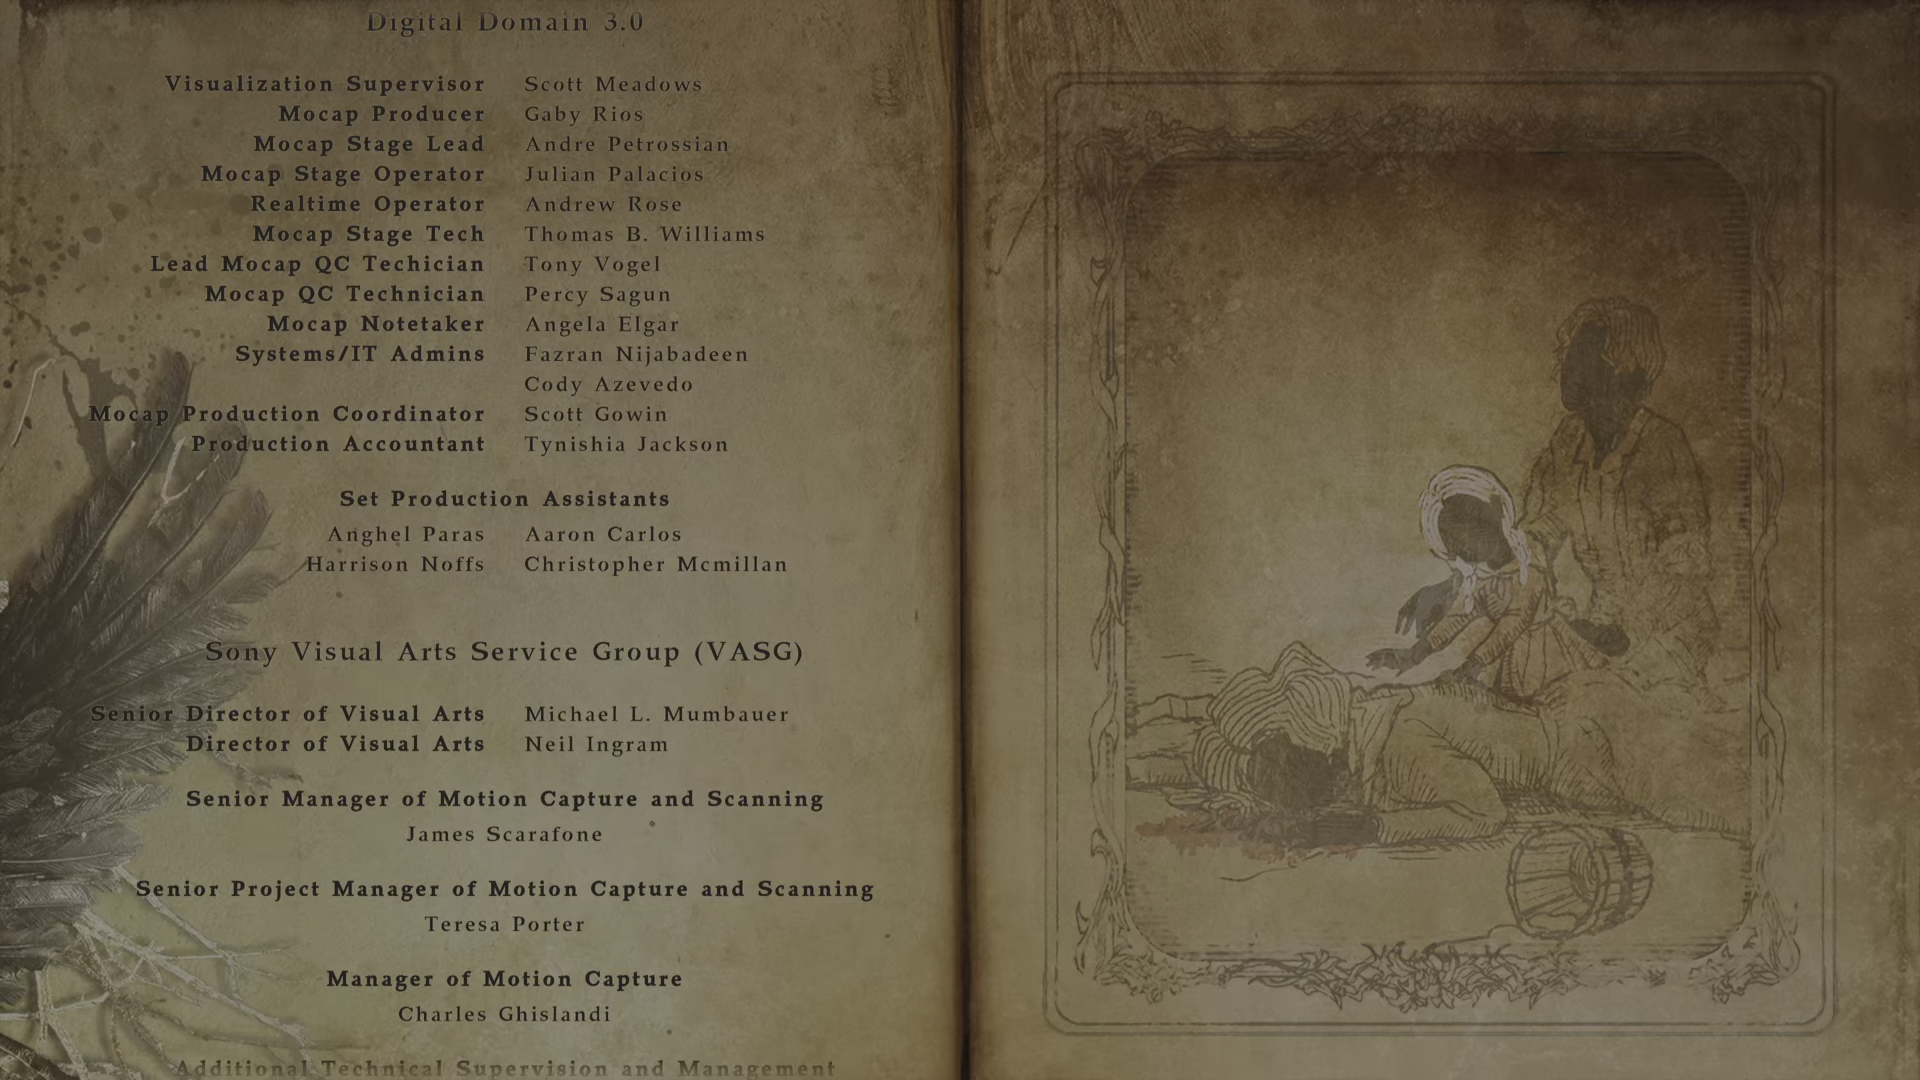 Digital Domain 3.0
Visualization Supervisor Scott Meadows
Mocap Producer Gaby Rios
Mocap Stage Lead Andre Petrossian
Mocap Stage Operator Julian Palacios
Realtime Operator Andrew Rose
Mocap Stage Tech Thomas B. Williams
Lead Mocap QC Techician Tony Vogel
Mocap QC Technician Percy Sagun
Mocap Notetaker Angela Elgar
Systems/IT Admins Fazran Nijabadeen
Cody Azevedo
Mocap Production Coordinator Scott Gowin
Production Accountant Tynishia Jackson
Set Production Assistants
Anghel Paras Aaron Carlos
Harrison Noffs Christopher Mcmillan
Sony Visual Arts Service Group (VASG)
Senior Director of Visual Arts Michael L. Mumbauer
Director of Visual Arts Neil Ingram
Senior Manager of Motion Capture and Scanning
James Scarafone
Senior Project Manager of Motion Capture and Scanning
Teresa Porter
Manager of Motion Capture
Charles Ghislandi
Additional Technical Supervision and Management